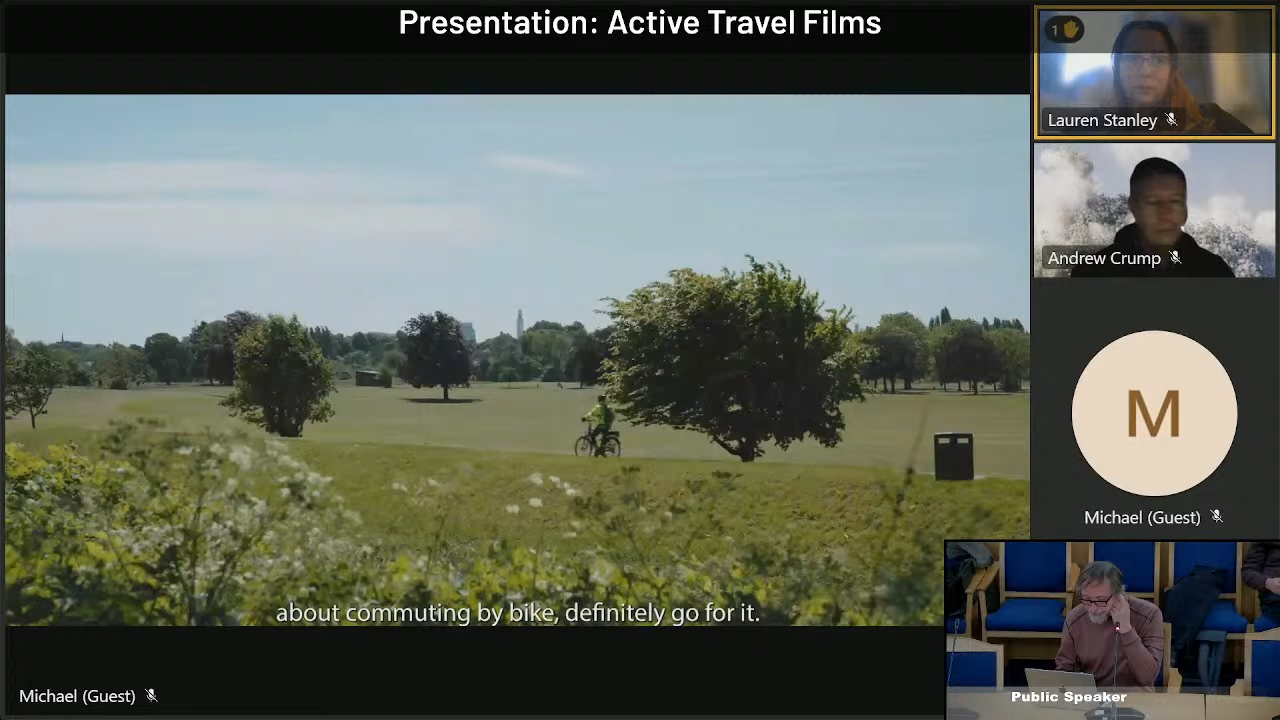 Presentation: Active Travel Films
1
Lauren Stanley
Andrew Crump
M
Michael (Guest)
about commuting by bike, definitely go for it.
Michael (Guest)
Public Speaker